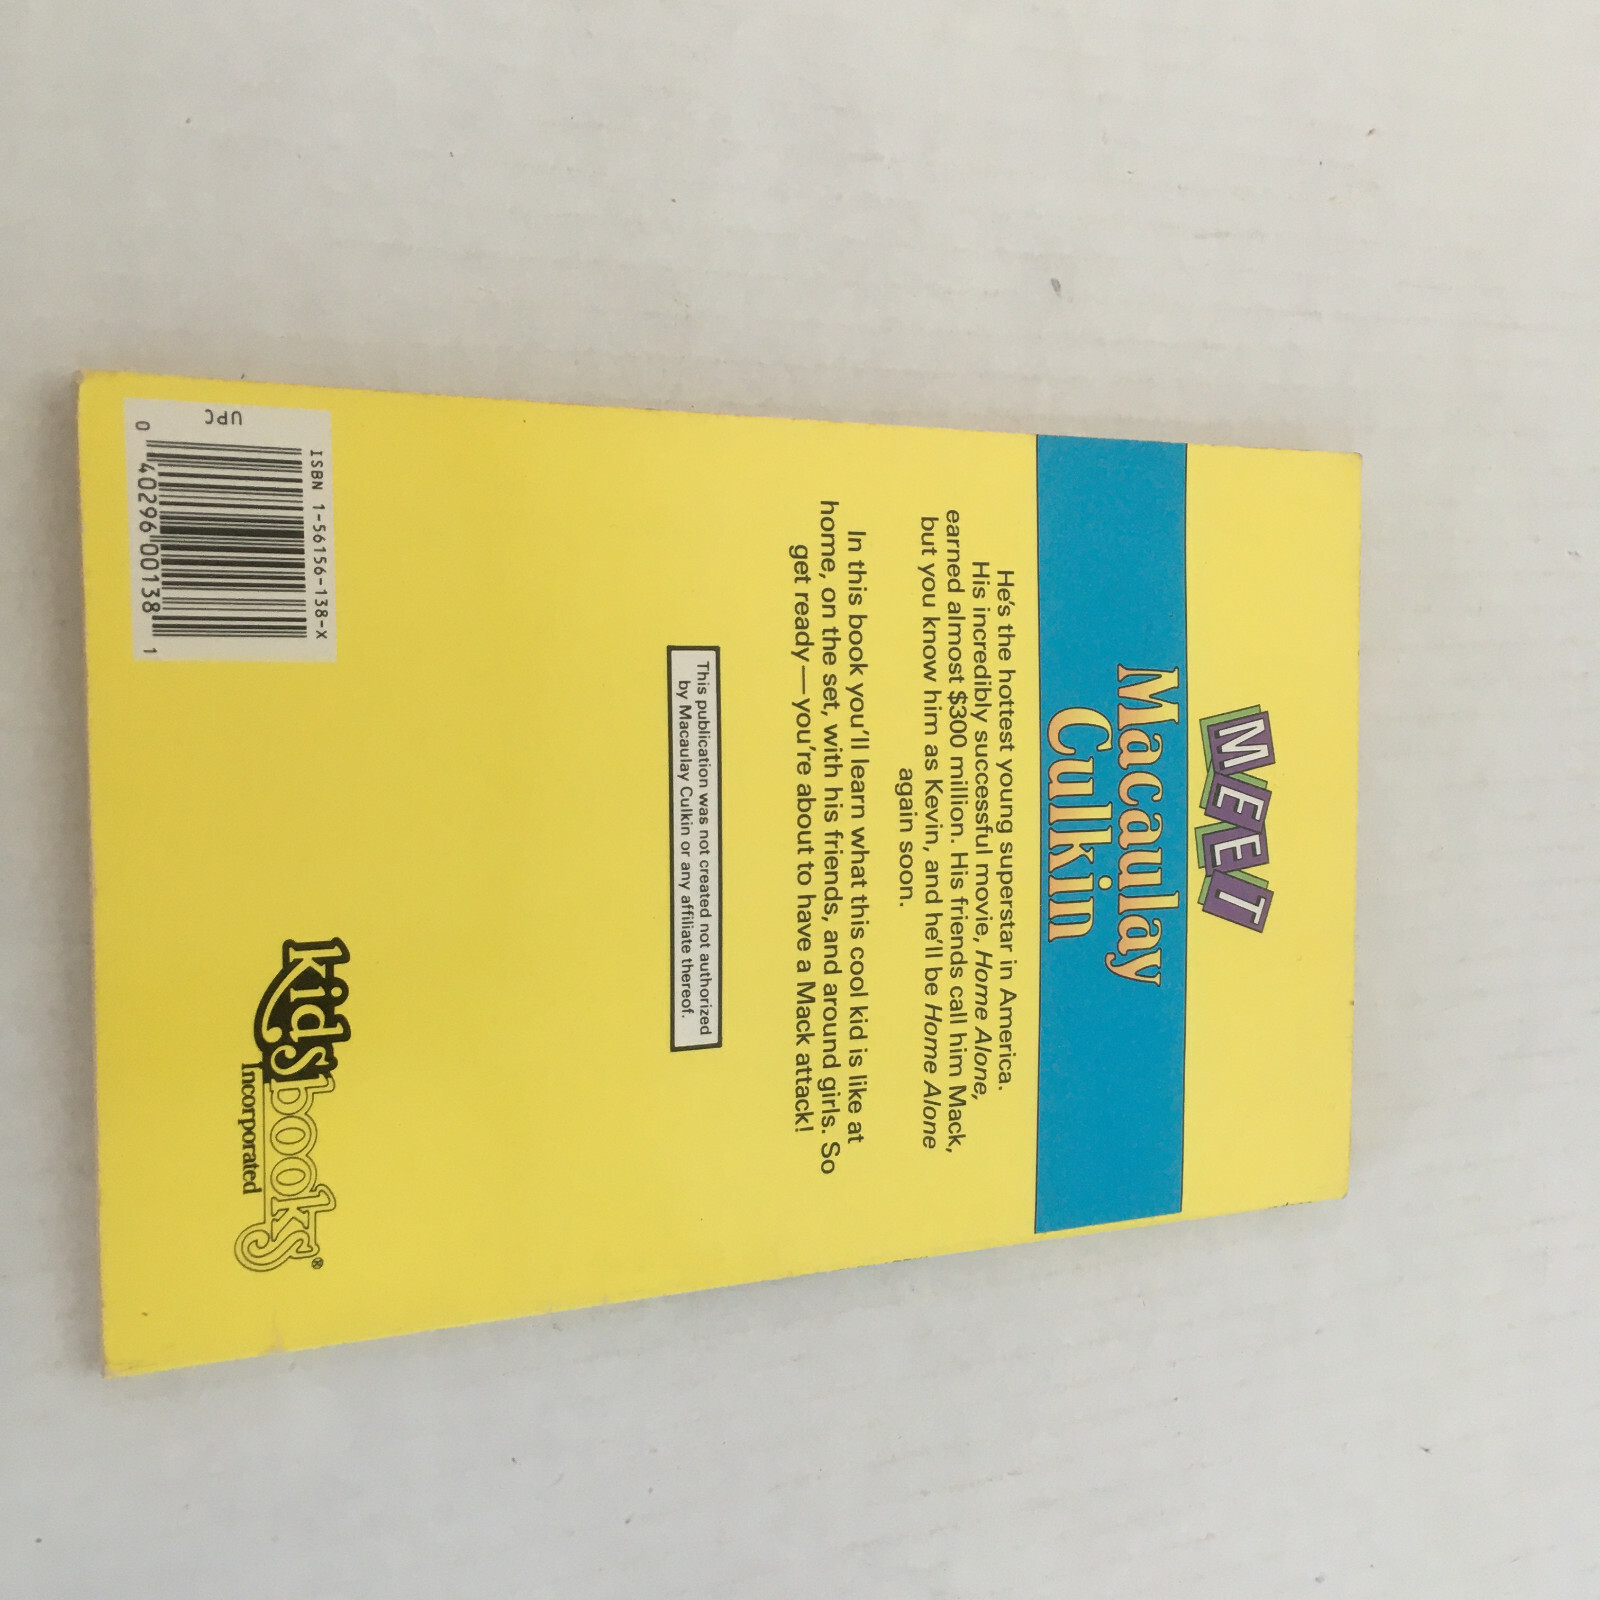 MEET
Macaulay
Culkin
He's the hottest young superstar in America.
His incredibly successful movie, Home Alone,
earned almost $300 million. His friends call him Mack,
but you know him as Kevin, and he'll be Home Alone
again soon.
In this book you'll learn what this cool kid is like at
home, on the set, with his friends, and around girls. So
get ready—you're about to have a Mack attack!
This publication was not created not authorized
by Macaulay Culkin or any affiliate thereof.
ISBN 1-56156-138-X
UPC
0 40296 00138 1
kidsbooks®
Incorporated